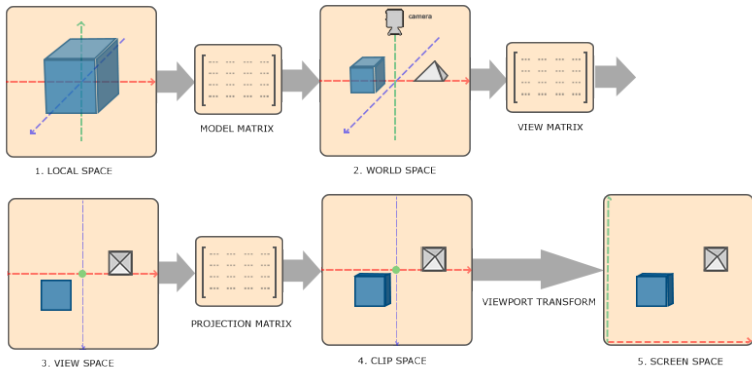 camera
MODEL MATRIX
VIEW MATRIX
1. LOCAL SPACE
2. WORLD SPACE
PROJECTION MATRIX
VIEWPORT TRANSFORM
3. VIEW SPACE
4. CLIP SPACE
5. SCREEN SPACE